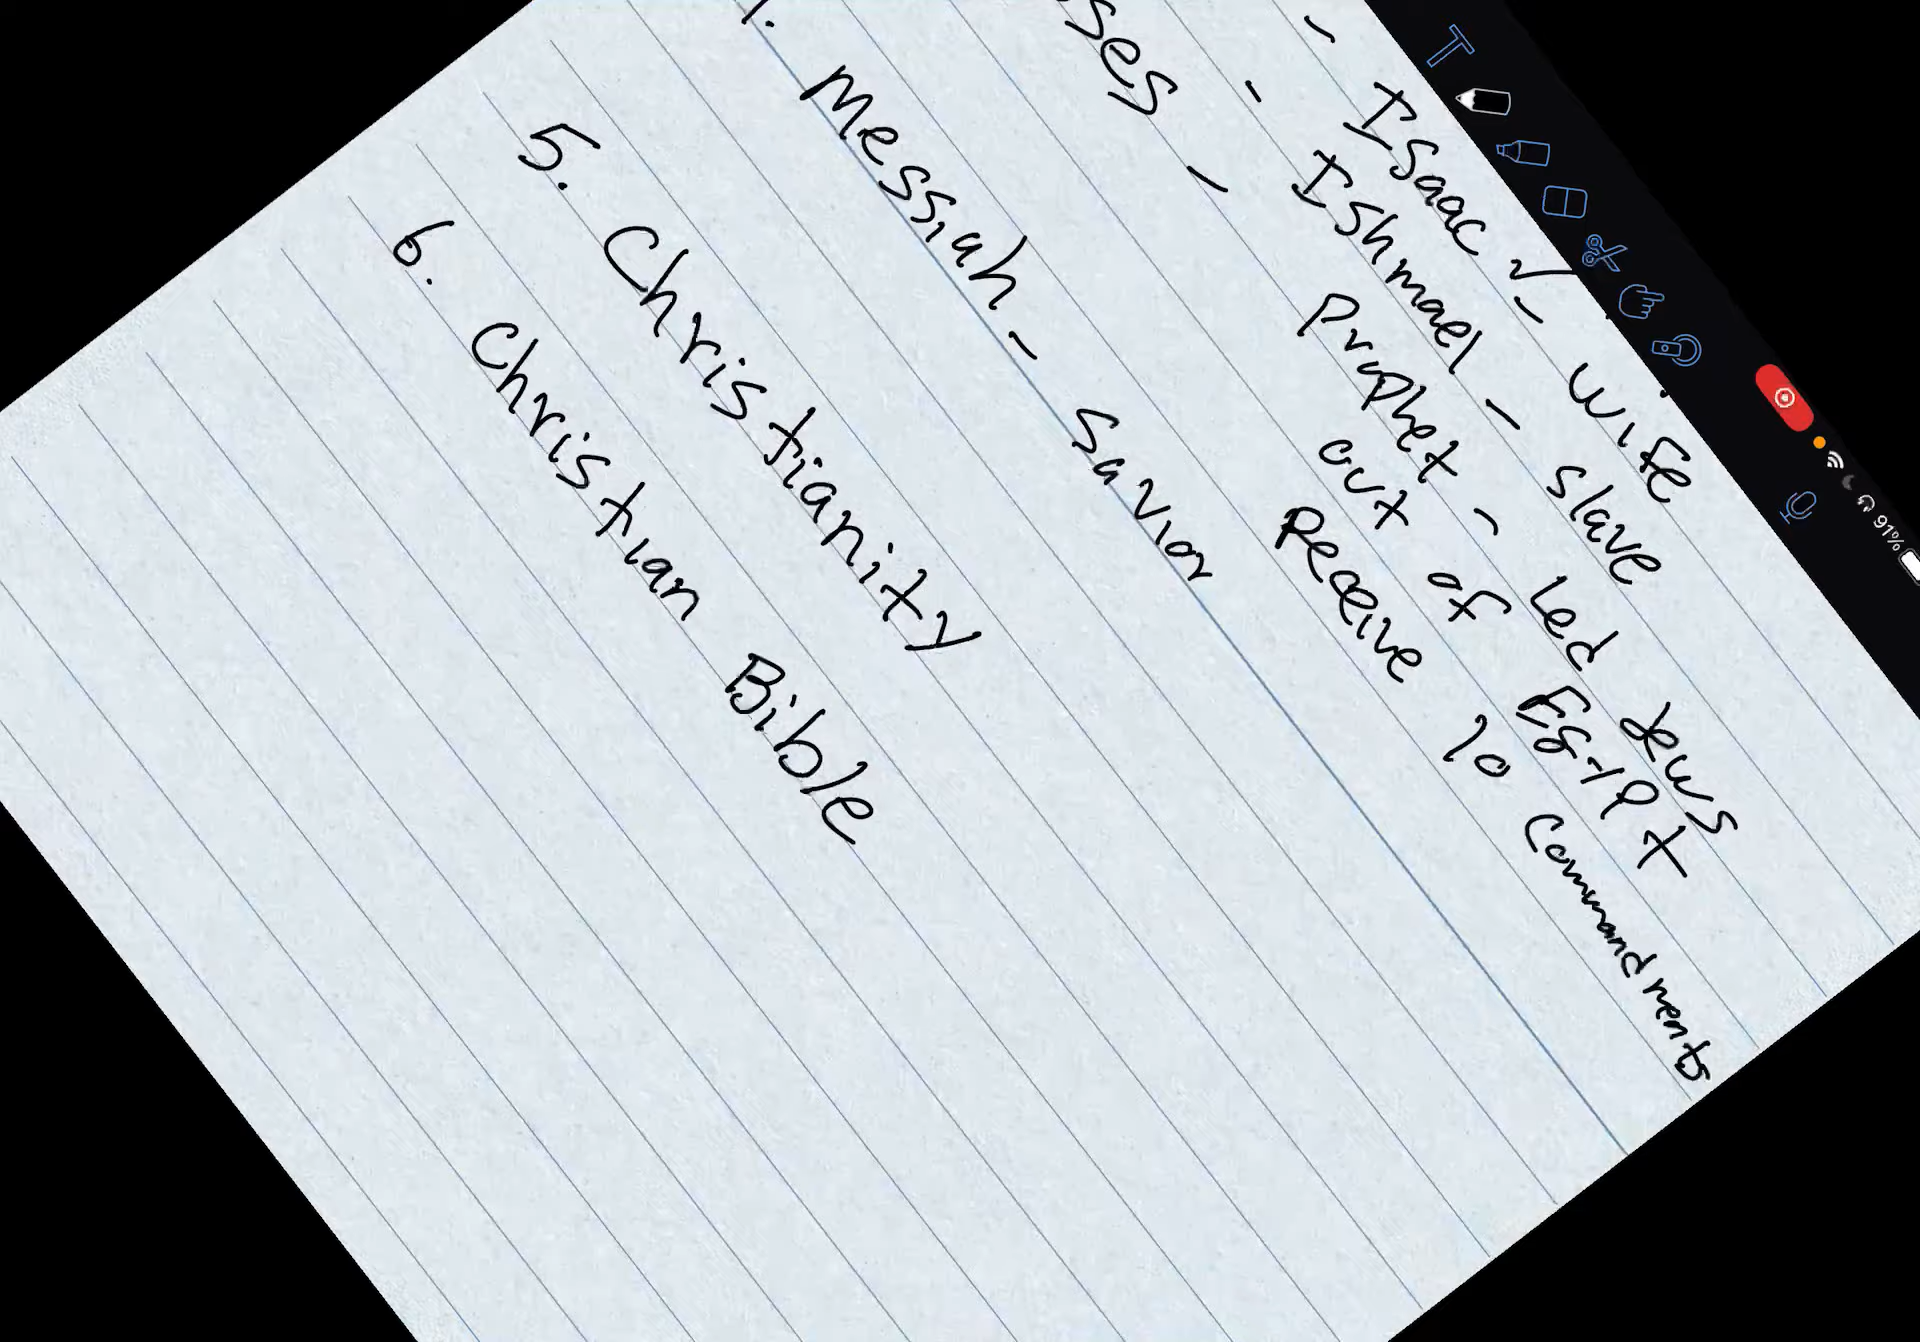 - Isaac √ - wife
- Ishmael - slave
ses - Prophet - Led Jews
out of Egypt
Receive 10 Commandments
4. Messiah - Savior
5. Christianity
6. Christian Bible
T
91%